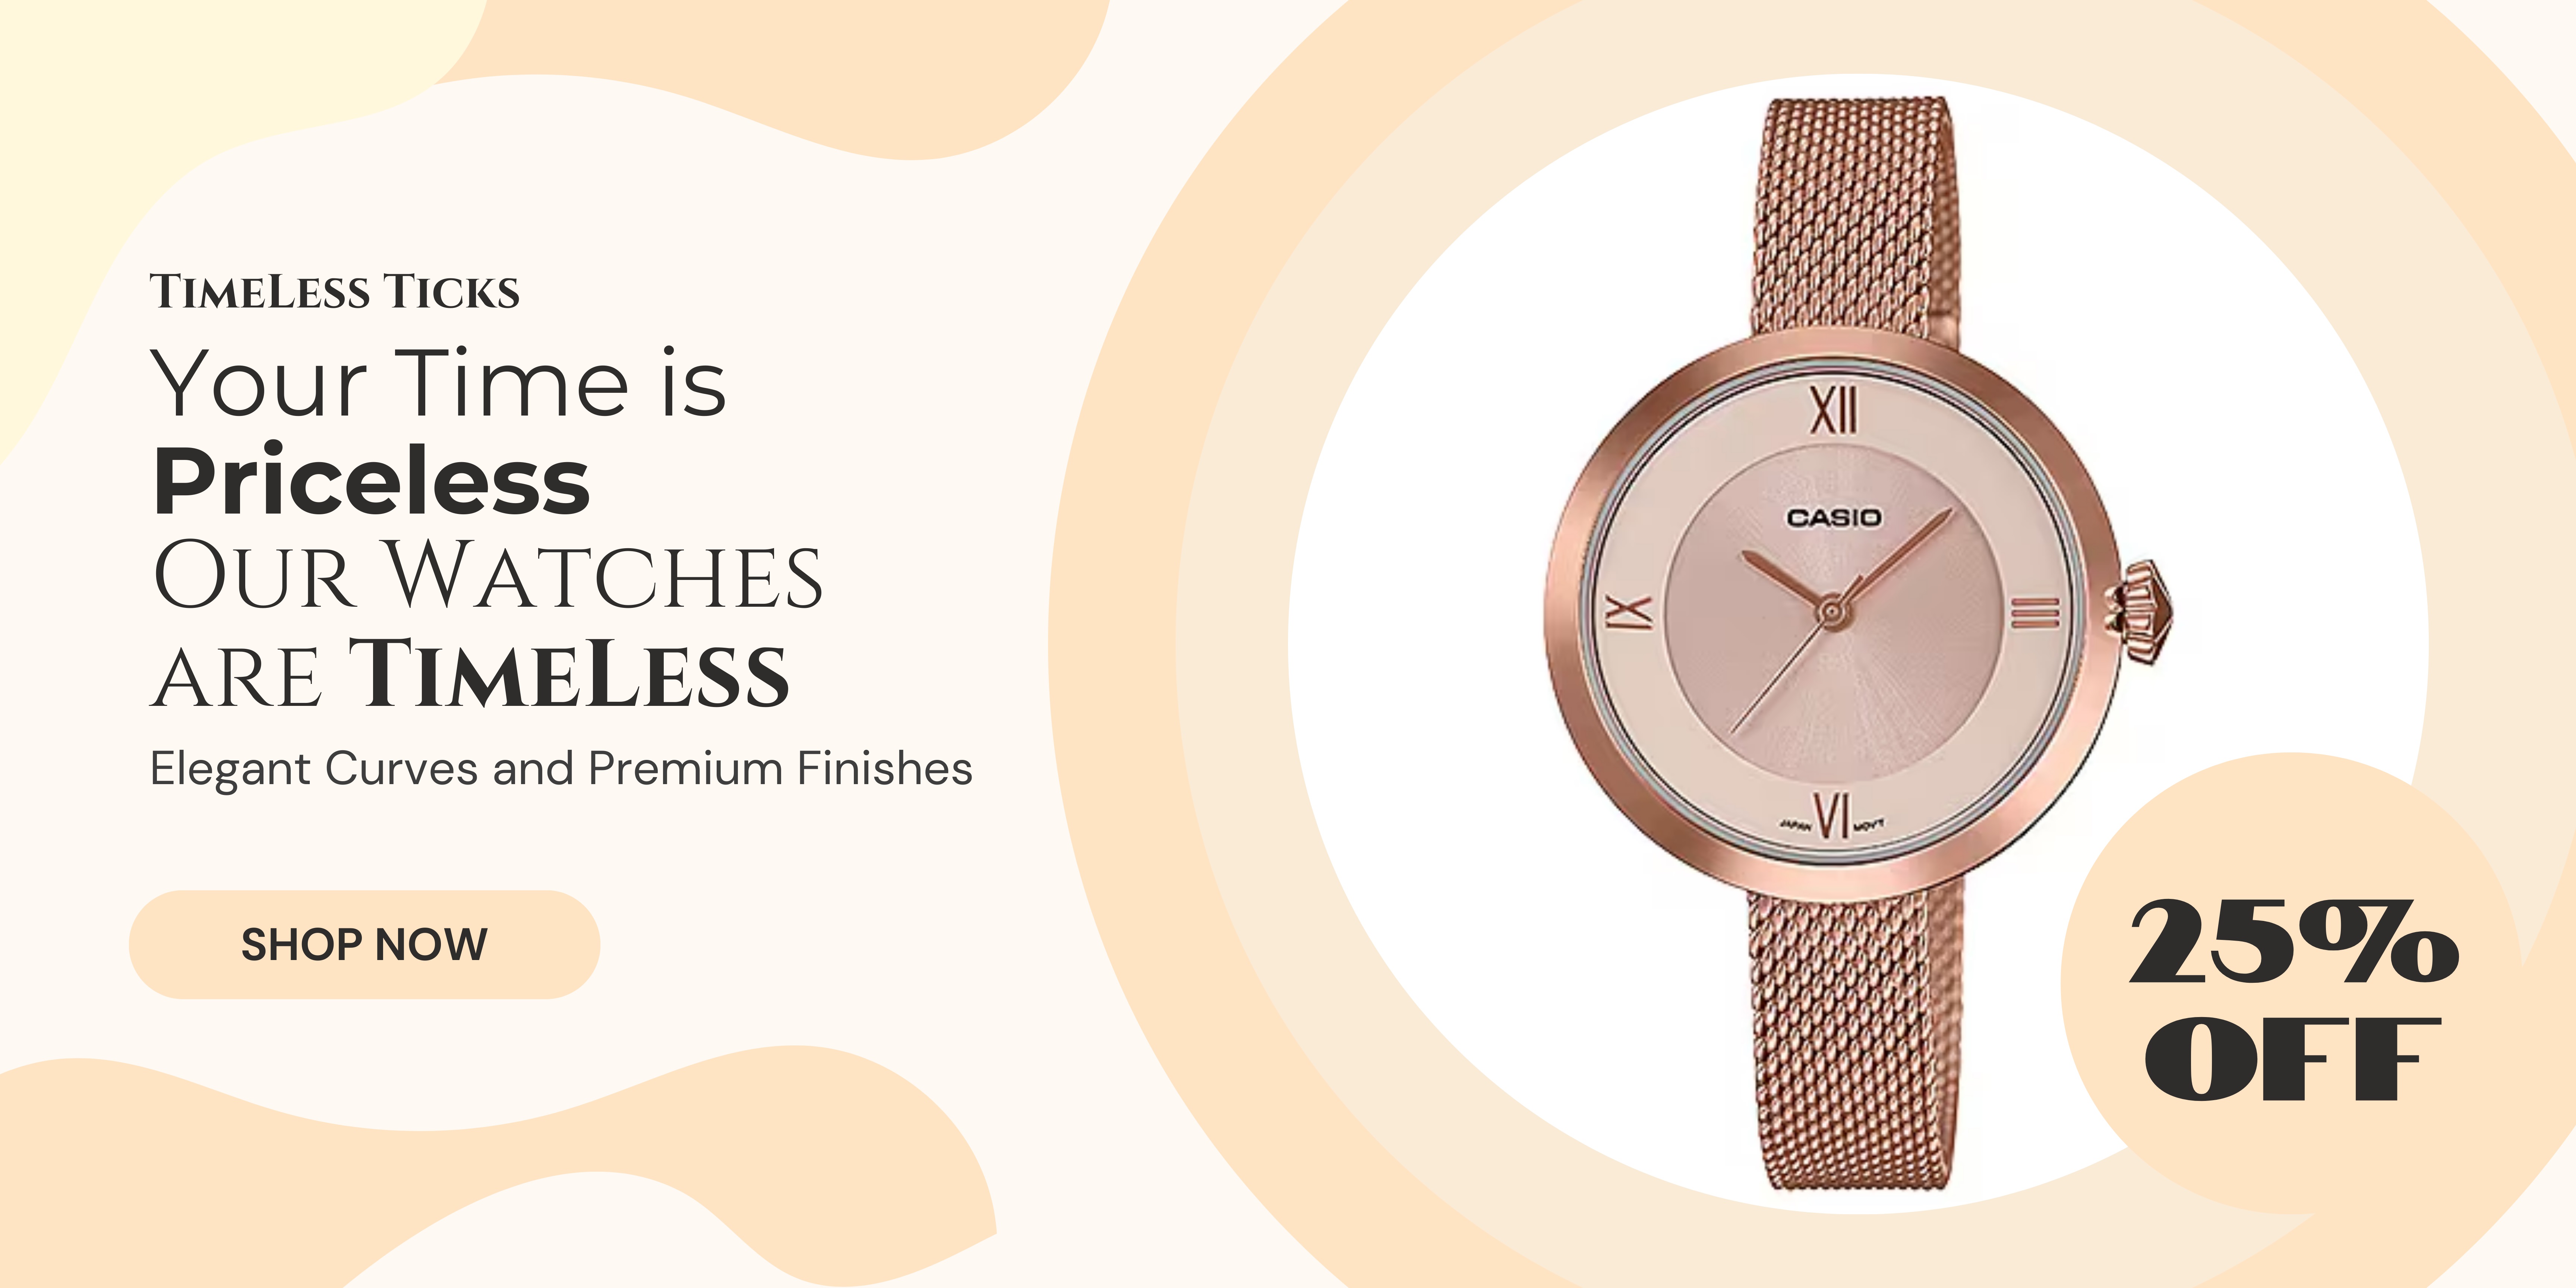 TimeLess Ticks
Your Time is
Priceless
Our Watches
are TimeLess
Elegant Curves and Premium Finishes
SHOP NOW
XII
CASIO
IX
III
VI
JAPAN MOV'T
25%
OFF